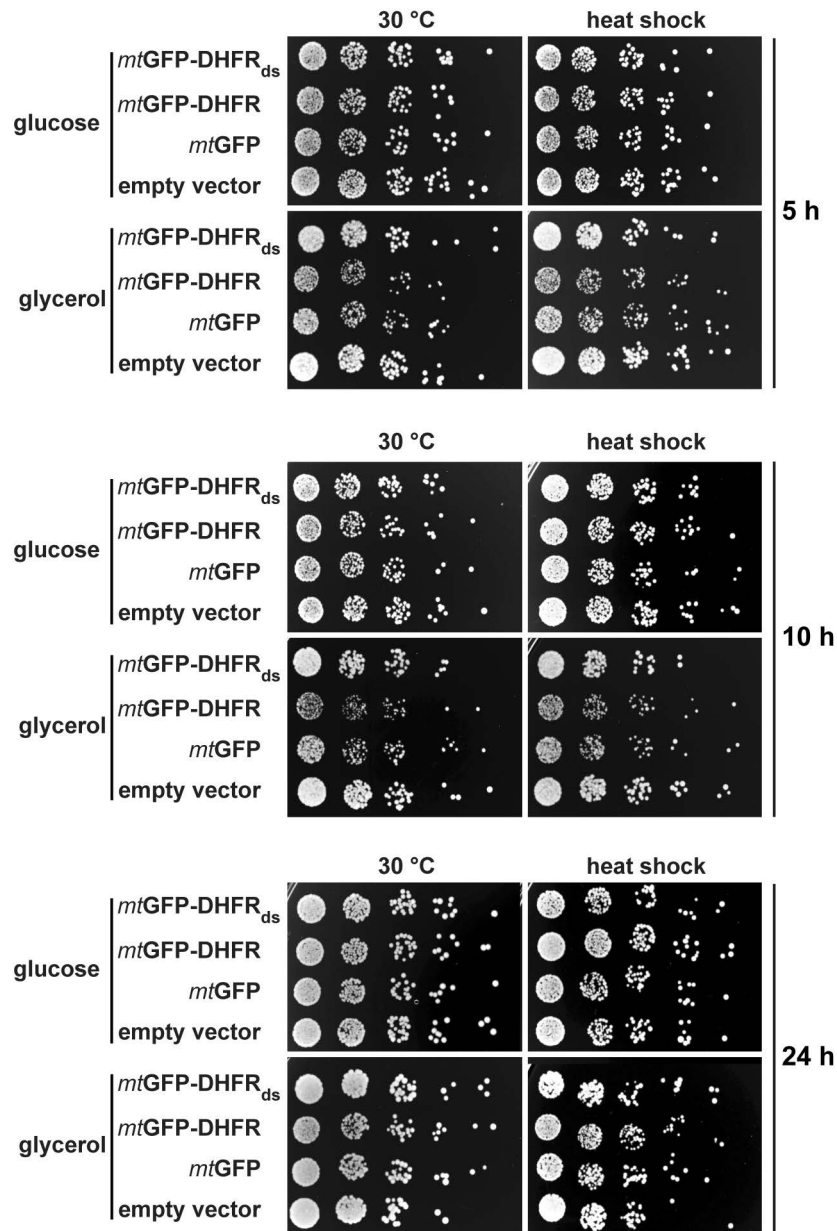 30 °C heat shock
mtGFP-DHFRds
mtGFP-DHFR
glucose
mtGFP
empty vector
5 h
mtGFP-DHFRds
mtGFP-DHFR
glycerol
mtGFP
empty vector
30 °C heat shock
mtGFP-DHFRds
mtGFP-DHFR
glucose
mtGFP
empty vector
10 h
mtGFP-DHFRds
mtGFP-DHFR
glycerol
mtGFP
empty vector
30 °C heat shock
mtGFP-DHFRds
mtGFP-DHFR
glucose
mtGFP
empty vector
24 h
mtGFP-DHFRds
mtGFP-DHFR
glycerol
mtGFP
empty vector